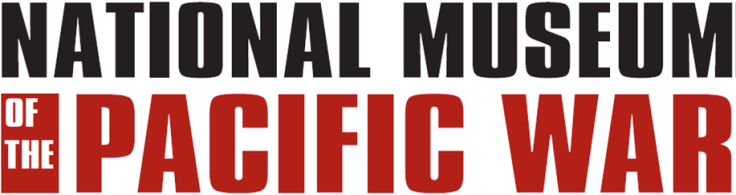 NATIONAL MUSEUM
OF THE PACIFIC WAR